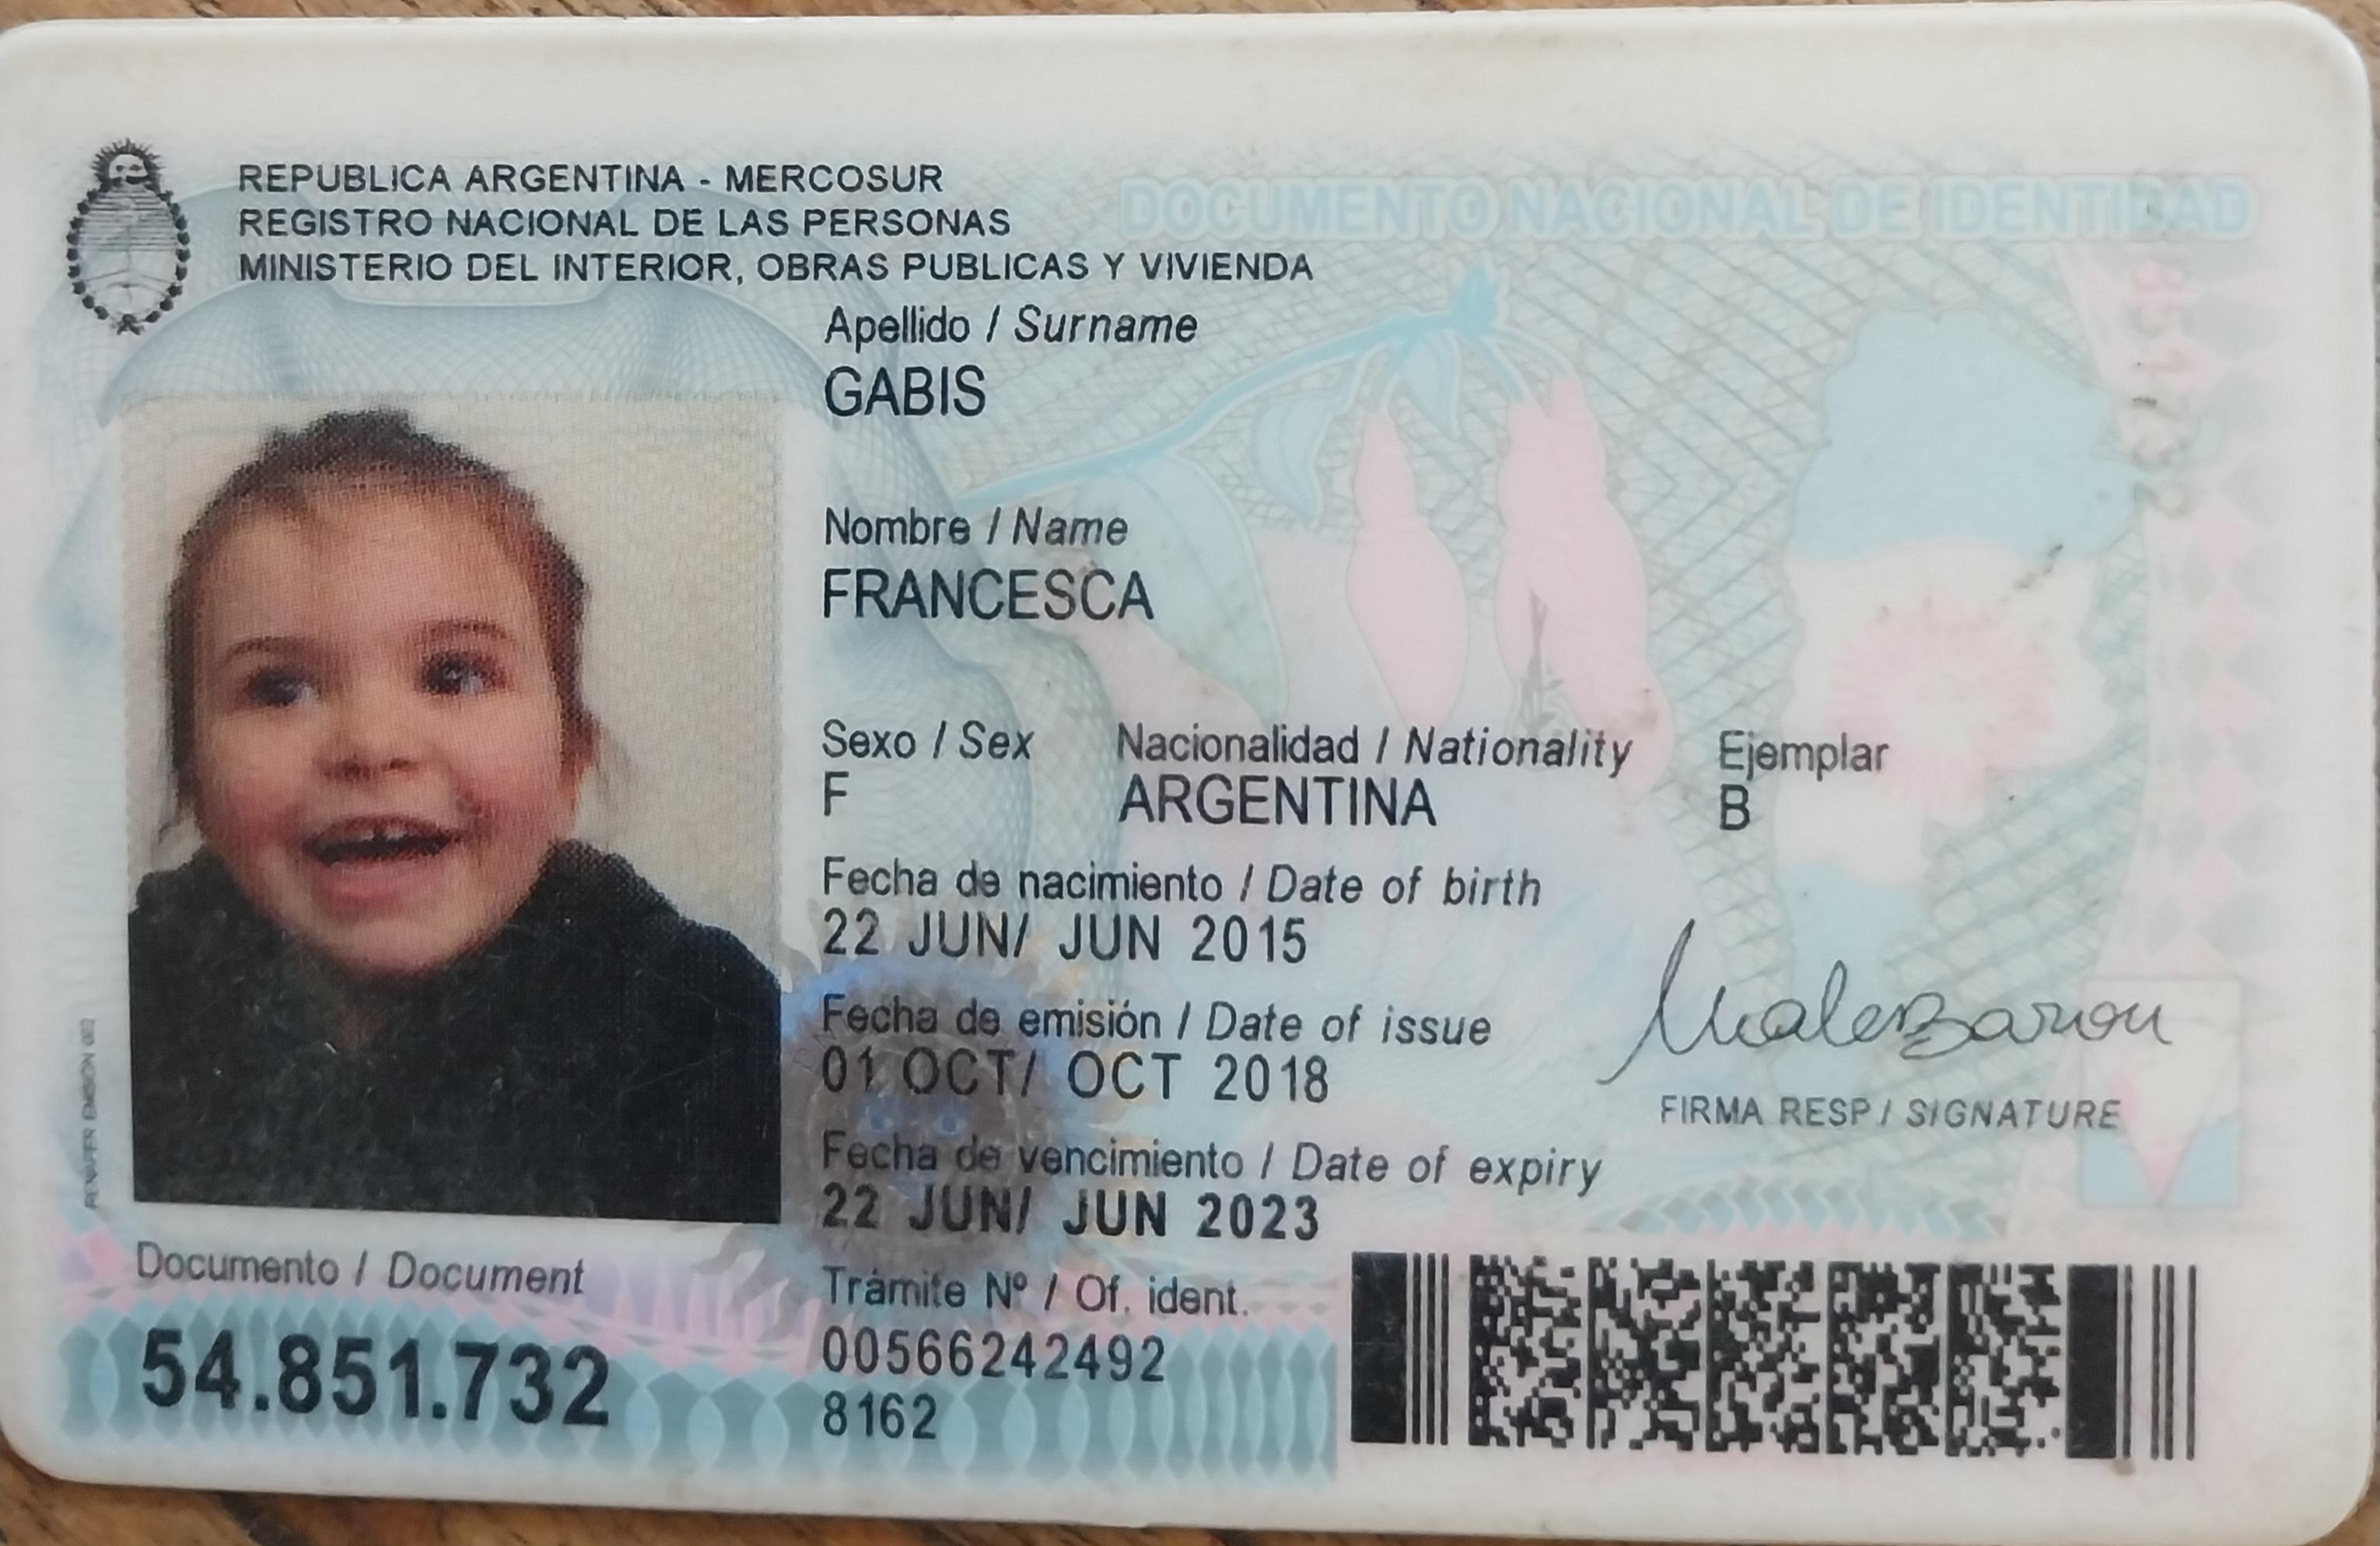 REPUBLICA ARGENTINA - MERCOSUR
REGISTRO NACIONAL DE LAS PERSONAS
MINISTERIO DEL INTERIOR, OBRAS PUBLICAS Y VIVIENDA
DOCUMENTO NACIONAL DE IDENTIDAD
Apellido / Surname
GABIS
Nombre / Name
FRANCESCA
Sexo / Sex Nacionalidad / Nationality Ejemplar
F ARGENTINA B
Fecha de nacimiento / Date of birth
22 JUN/ JUN 2015
Fecha de emisión / Date of issue
01 OCT/ OCT 2018
FIRMA RESP / SIGNATURE
Fecha de vencimiento / Date of expiry
22 JUN/ JUN 2023
Documento / Document
54.851.732
Trámite Nº / Of. ident.
00566242492
8162